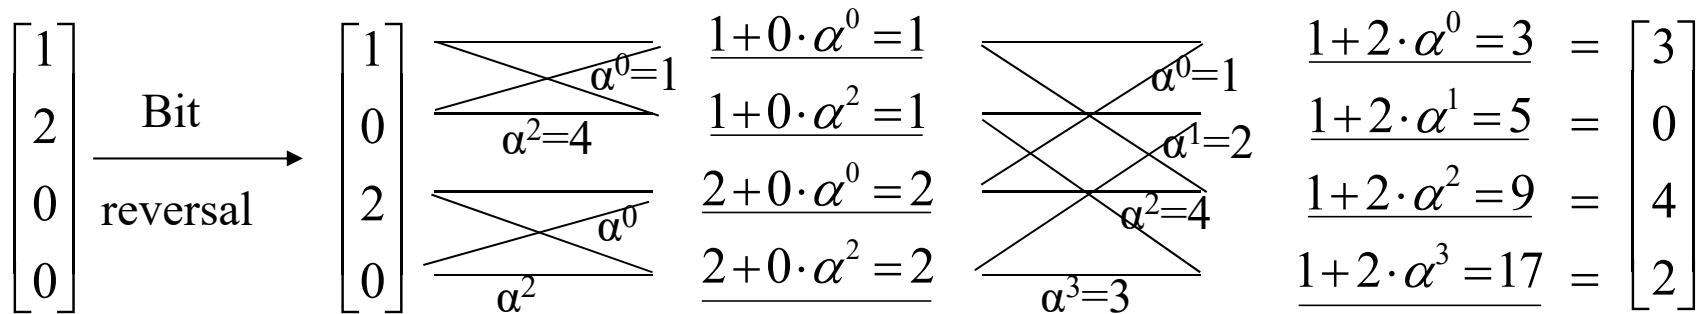 [1 2 0 0]
Bit
reversal
[1 0 2 0]
α⁰=1
α²=4
α⁰
α²
1+0·α⁰=1
1+0·α²=1
2+0·α⁰=2
2+0·α²=2
α⁰=1
α¹=2
α²=4
α³=3
1+2·α⁰=3 =
1+2·α¹=5 =
1+2·α²=9 =
1+2·α³=17 =
[3 0 4 2]